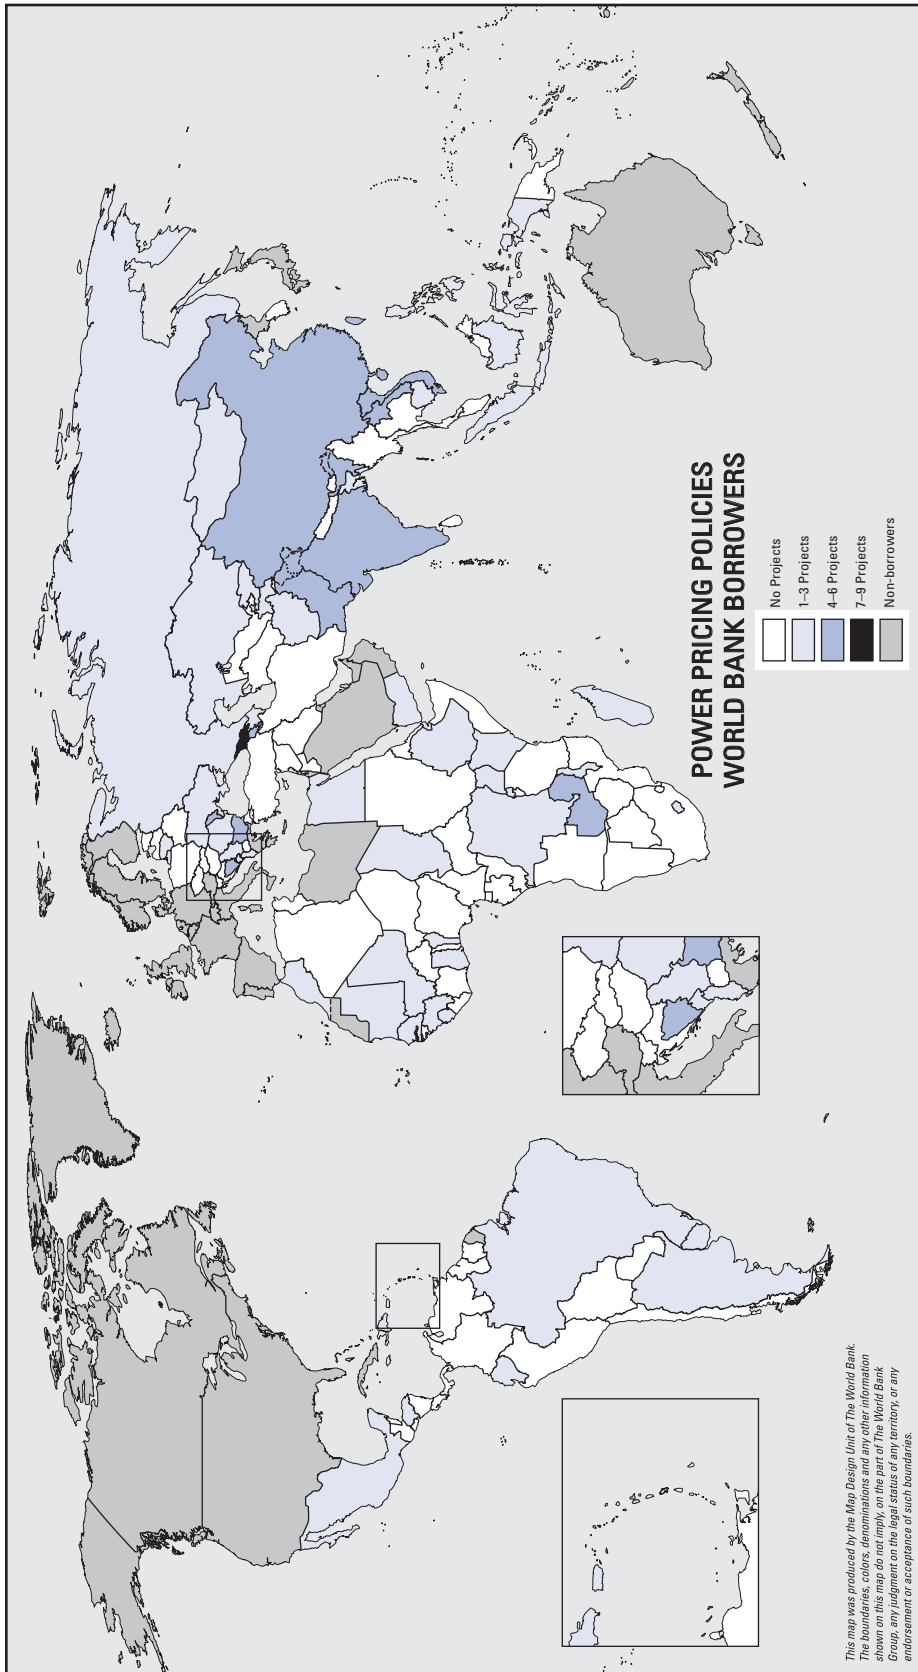 POWER PRICING POLICIES
WORLD BANK BORROWERS
No Projects
1–3 Projects
4–6 Projects
7–9 Projects
Non-borrowers
This map was produced by the Map Design Unit of The World Bank.
The boundaries, colors, denominations and any other information
shown on this map do not imply, on the part of The World Bank
Group, any judgment on the legal status of any territory, or any
endorsement or acceptance of such boundaries.